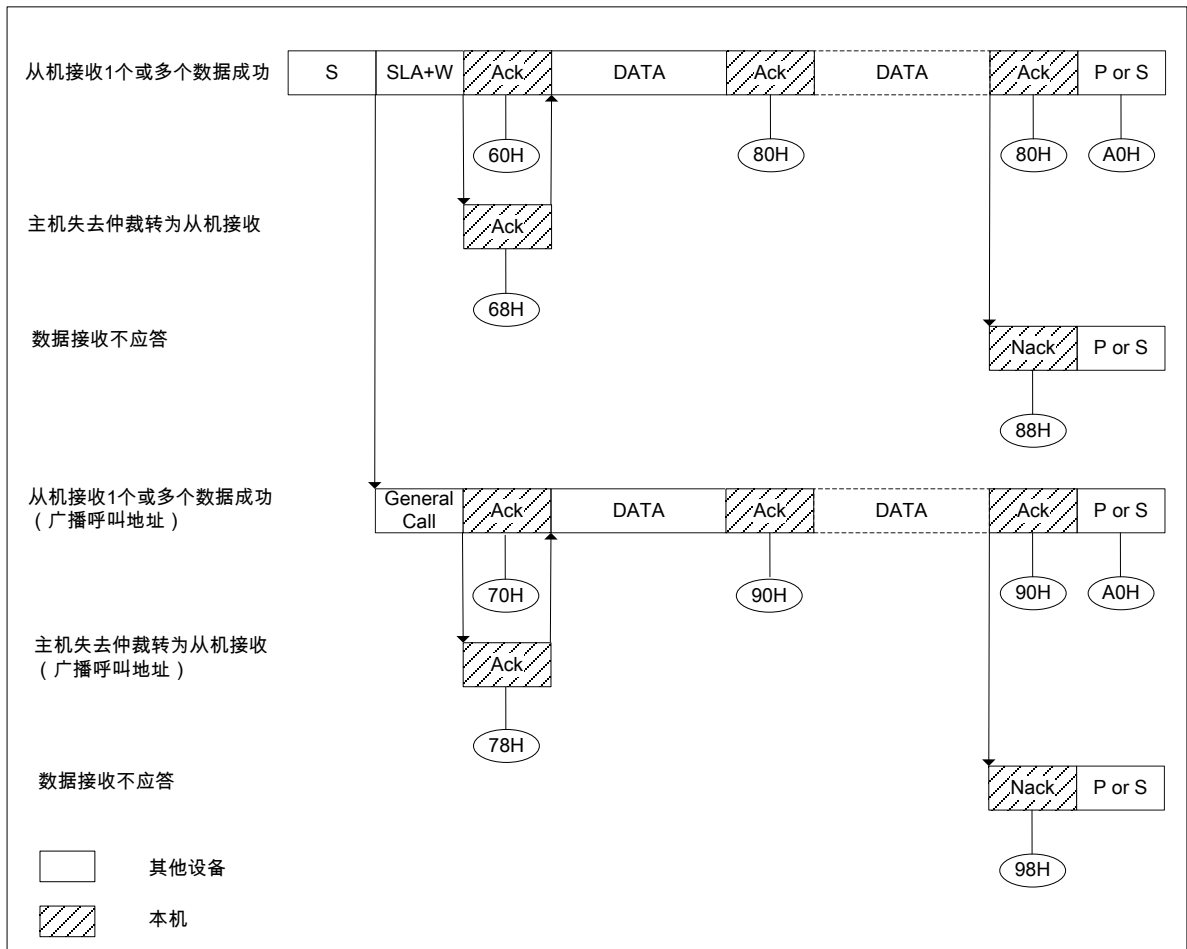 从机接收1个或多个数据成功
S
SLA+W
Ack
DATA
Ack
DATA
Ack
P or S
60H
80H
80H
A0H
主机失去仲裁转为从机接收
Ack
68H
数据接收不应答
Nack
P or S
88H
从机接收1个或多个数据成功
（广播呼叫地址）
General
Call
Ack
DATA
Ack
DATA
Ack
P or S
70H
90H
90H
A0H
主机失去仲裁转为从机接收
（广播呼叫地址）
Ack
78H
数据接收不应答
Nack
P or S
98H
其他设备
本机